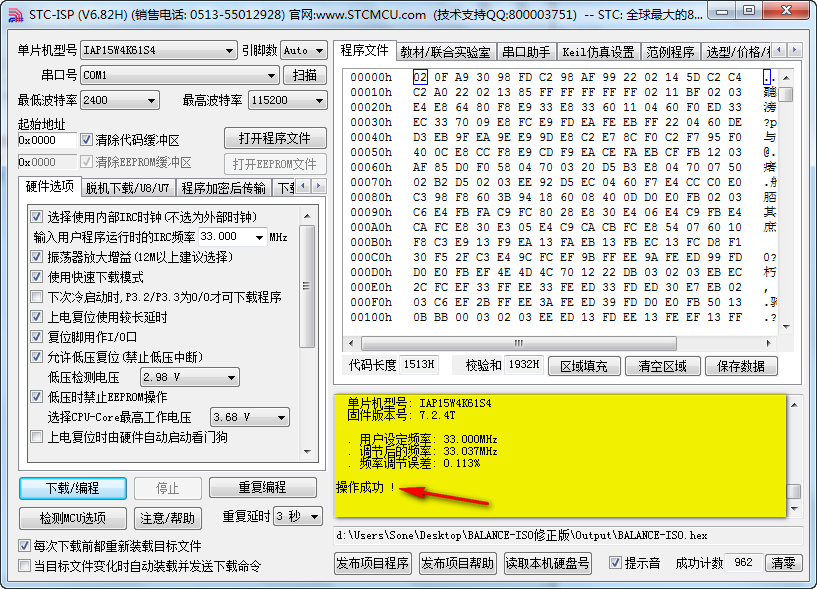 STC-ISP (V6.82H) (销售电话: 0513-55012928) 官网:www.STCMCU.com (技术支持QQ:800003751) -- STC: 全球最大的8...
单片机型号 IAP15W4K61S4 引脚数 Auto
串口号 COM1 扫描
最低波特率 2400 最高波特率 115200
起始地址
0x0000 清除代码缓冲区 打开程序文件
0x0000 清除EEPROM缓冲区 打开EEPROM文件
硬件选项 脱机下载/U8/U7 程序加密后传输 下
选择使用内部IRC时钟(不选为外部时钟)
输入用户程序运行时的IRC频率 33.000 MHz
振荡器放大增益(12M以上建议选择)
使用快速下载模式
下次冷启动时,P3.2/P3.3为0/0才可下载程序
上电复位使用较长延时
复位脚用作I/O口
允许低压复位(禁止低压中断)
低压检测电压 2.98 V
低压时禁止EEPROM操作
选择CPU-Core最高工作电压 3.68 V
上电复位时由硬件自动启动看门狗
下载/编程 停止 重复编程
检测MCU选项 注意/帮助 重复延时 3 秒
每次下载前都重新装载目标文件
当目标文件变化时自动装载并发送下载命令
程序文件 教材/联合实验室 串口助手 Keil仿真设置 范例程序 选型/价格/
00000h 02 0F A9 30 98 FD C2 98 AF 99 22 02 14 5D C2 C4
00010h C2 A0 22 02 13 85 FF FF FF FF FF 02 11 BF 02 03
00020h E4 E8 64 80 F8 E9 33 E8 33 60 11 04 60 F0 ED 33
00030h EC 33 70 09 E8 FC E9 FD EA FE EB FF 22 04 60 DE ?p
00040h D3 EB 9F EA 9E E9 9D E8 C2 E7 8C F0 C2 F7 95 F0 与
00050h 40 0C E8 CC F8 E9 CD F9 EA CE FA EB CF FB 12 03 @.
00060h AF 85 D0 F0 58 04 70 03 20 D5 B3 E8 04 70 07 50
00070h 02 B2 D5 02 03 EE 92 D5 EC 04 60 F7 E4 CC C0 E0
00080h C3 98 F8 60 3B 94 18 60 08 40 0D D0 E0 FB 02 03
00090h C6 E4 FB FA C9 FC 80 28 E8 30 E4 06 E4 C9 FB E4 其
000A0h CA FC E8 30 E3 05 E4 C9 CA CB FC E8 54 07 60 10 庶
000B0h F8 C3 E9 13 F9 EA 13 FA EB 13 FB EC 13 FC D8 F1
000C0h 30 F5 2F C3 E4 9C FC EF 9B FF EE 9A FE ED 99 FD 0?
000D0h D0 E0 FB EF 4E 4D 4C 70 12 22 DB 03 02 03 EB EC 朽
000E0h 2C FC EF 33 FF EE 33 FE ED 33 FD ED 30 E7 EB 02 ,
000F0h 03 C6 EF 2B FF EE 3A FE ED 39 FD D0 E0 FB 50 13
00100h 0B BB 00 03 02 03 EE ED 13 FD EE 13 FE EF 13 FF .?
代码长度 1513H 校验和 1932H 区域填充 清空区域 保存数据
单片机型号: IAP15W4K61S4
固件版本号: 7.2.4T
. 用户设定频率: 33.000MHz
. 调节后的频率: 33.037MHz
. 频率调节误差: 0.113%
操作成功 !
d:\Users\Sone\Desktop\BALANCE-ISO修正版\Output\BALANCE-ISO.hex
发布项目程序 发布项目帮助 读取本机硬盘号 提示音 成功计数 962 清零